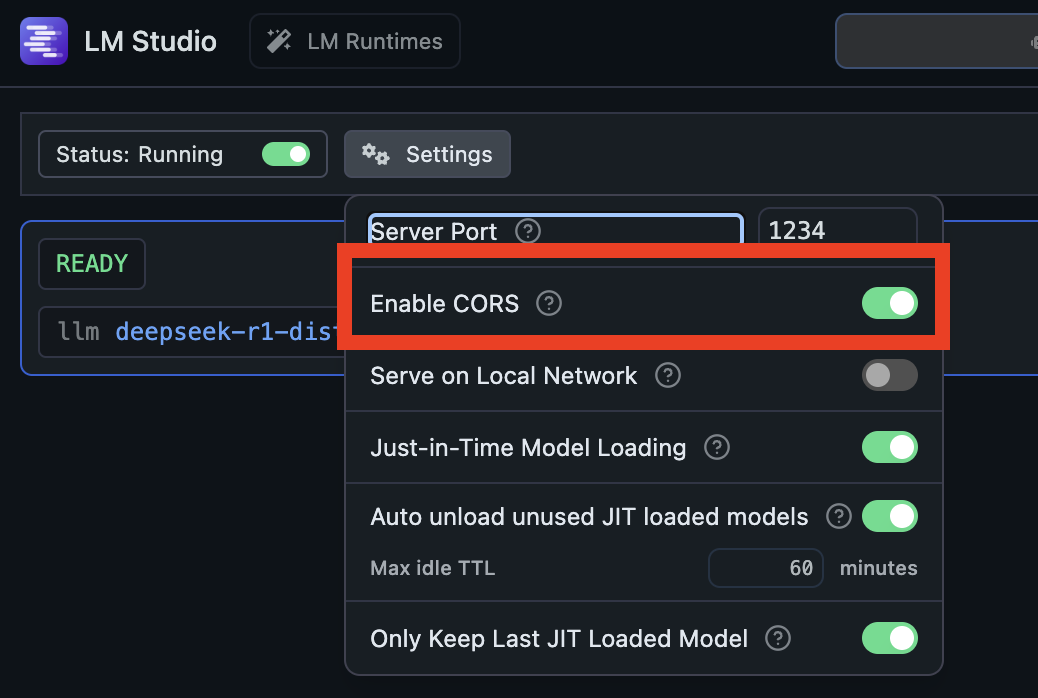 LM Studio
LM Runtimes
Status: Running
Settings
Server Port ?
1234
READY
Enable CORS ?
llm deepseek-r1-dis
Serve on Local Network ?
Just-in-Time Model Loading ?
Auto unload unused JIT loaded models ?
Max idle TTL 60 minutes
Only Keep Last JIT Loaded Model ?